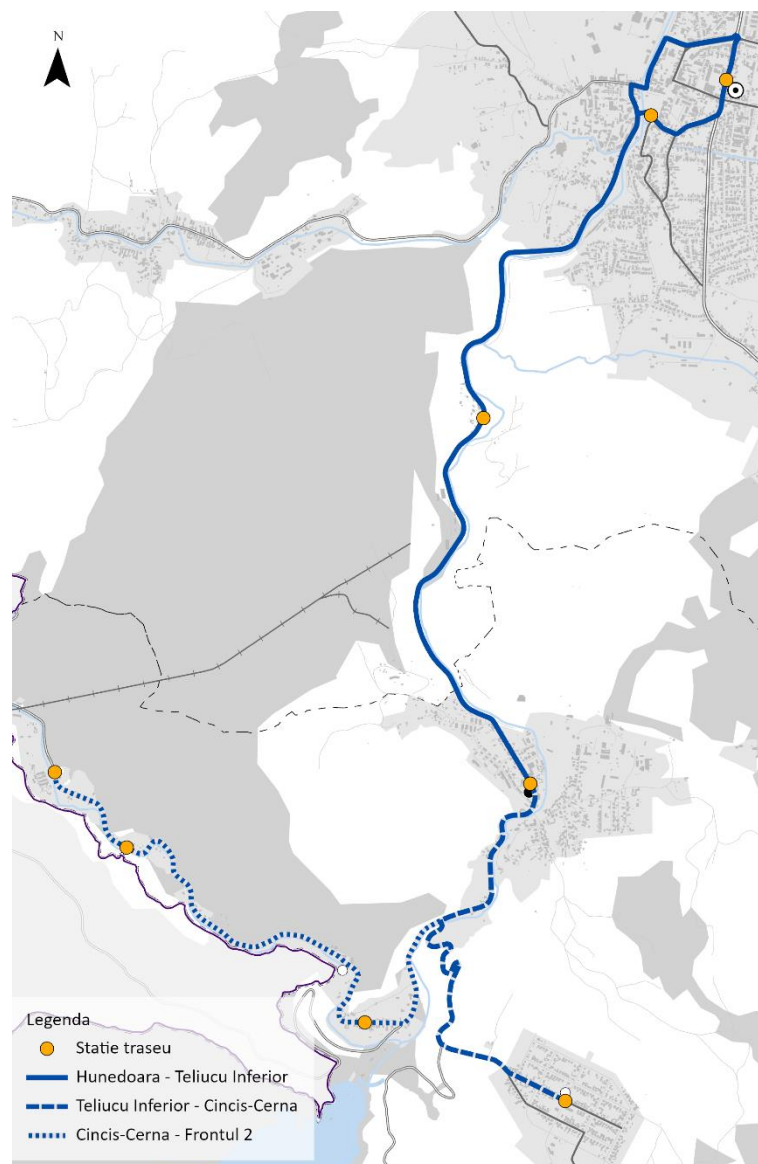 N
Legenda
Statie traseu
Hunedoara - Teliucu Inferior
Teliucu Inferior - Cincis-Cerna
Cincis-Cerna - Frontul 2